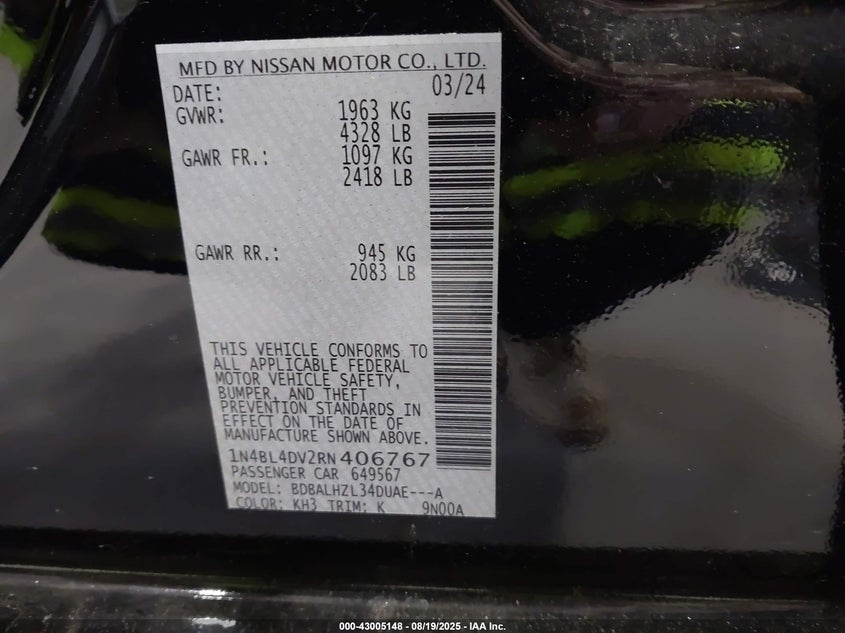 MFD BY NISSAN MOTOR CO., LTD.
DATE: 03/24
GVWR: 1963 KG
4328 LB
GAWR FR.: 1097 KG
2418 LB
GAWR RR.: 945 KG
2083 LB
THIS VEHICLE CONFORMS TO
ALL APPLICABLE FEDERAL
MOTOR VEHICLE SAFETY,
BUMPER, AND THEFT
PREVENTION STANDARDS IN
EFFECT ON THE DATE OF
MANUFACTURE SHOWN ABOVE.
1N4BL4DV2RN406767
PASSENGER CAR 649567
MODEL: BDBALHZL34DUAE---A
COLOR: KH3 TRIM: K 9N00A
000-43005148 - 08/19/2025 - IAA Inc.